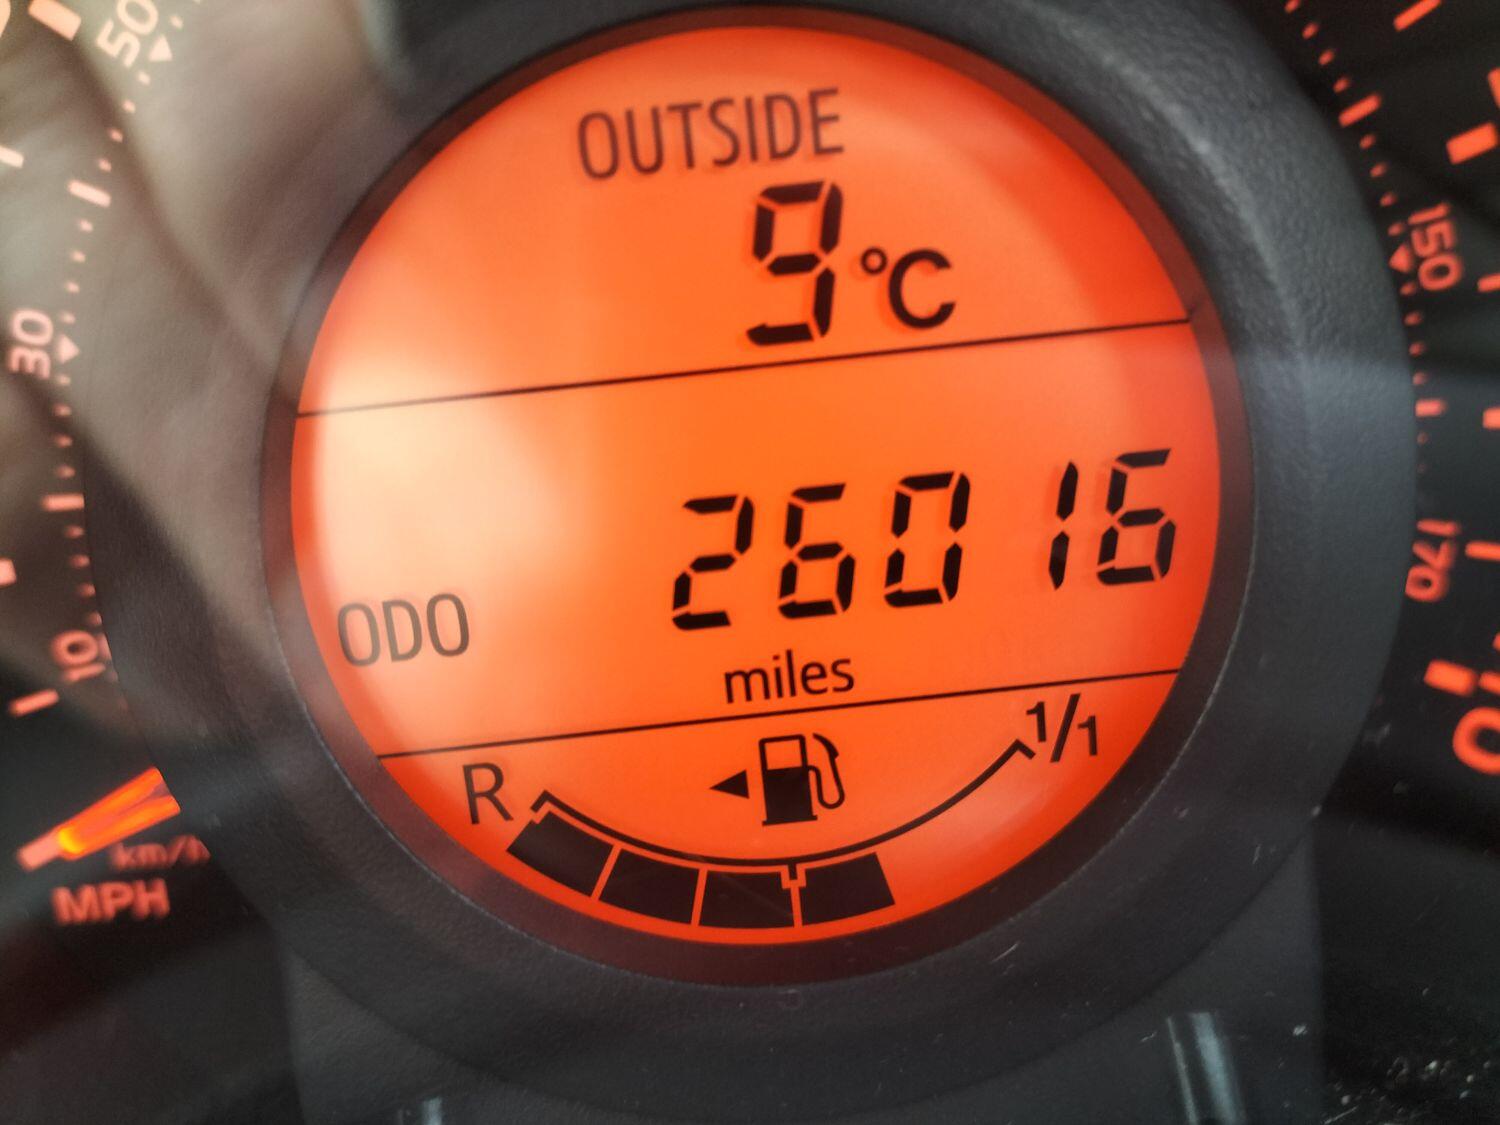 OUTSIDE
9°C
26016
ODO
miles
R
1/1
50
30
10
km/h
MPH
150
170